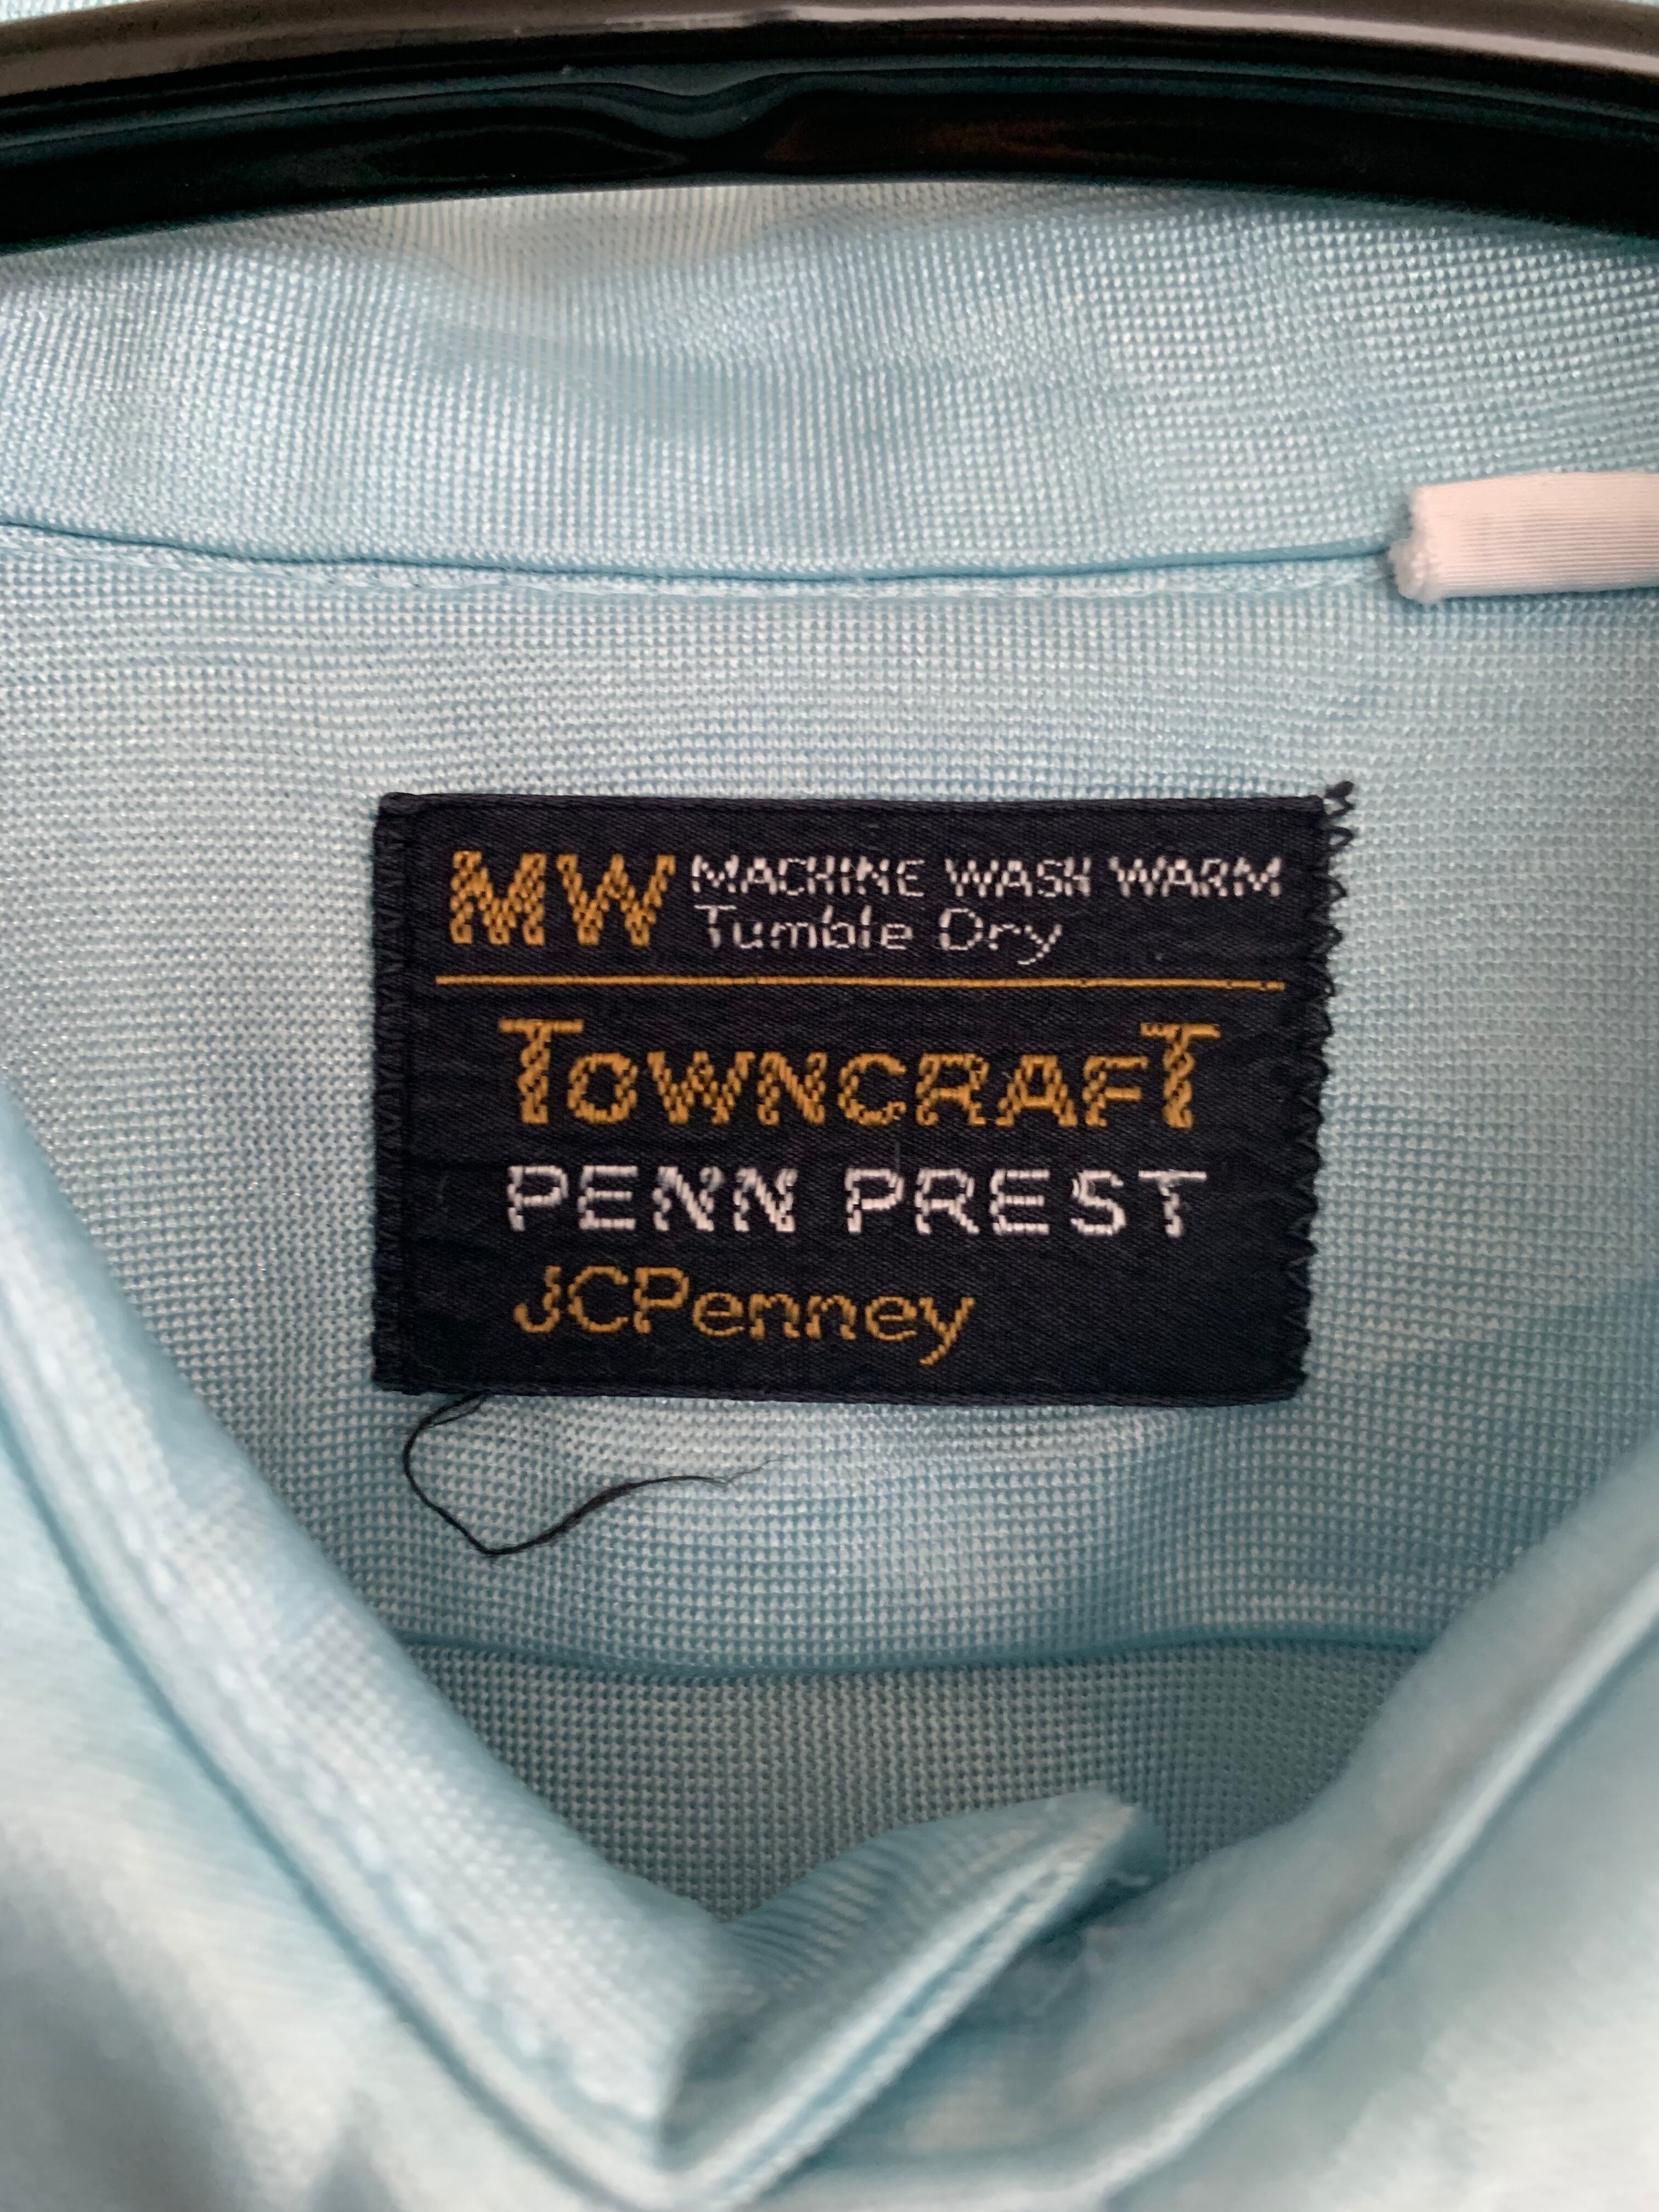 MW MACHINE WASH WARM
Tumble Dry
TOWNCRAFT
PENN PREST
JCPenney